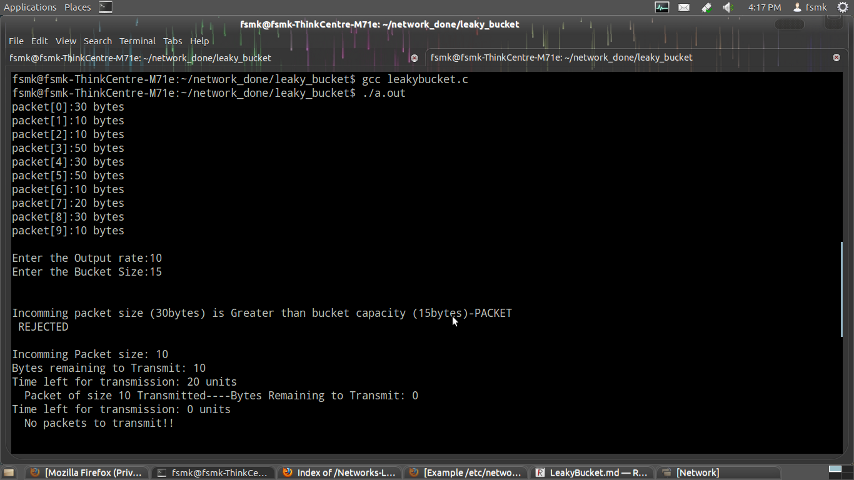 Applications Places 4:17 PM fsmk
fsmk@fsmk-ThinkCentre-M71e: ~/network_done/leaky_bucket
File Edit View Search Terminal Tabs Help
fsmk@fsmk-ThinkCentre-M71e: ~/network_done/leaky_bucket fsmk@fsmk-ThinkCentre-M71e: ~/network_done/leaky_bucket
fsmk@fsmk-ThinkCentre-M71e:~/network_done/leaky_bucket$ gcc leakybucket.c
fsmk@fsmk-ThinkCentre-M71e:~/network_done/leaky_bucket$ ./a.out
packet[0]:30 bytes
packet[1]:10 bytes
packet[2]:10 bytes
packet[3]:50 bytes
packet[4]:30 bytes
packet[5]:50 bytes
packet[6]:10 bytes
packet[7]:20 bytes
packet[8]:30 bytes
packet[9]:10 bytes
Enter the Output rate:10
Enter the Bucket Size:15
Incomming packet size (30bytes) is Greater than bucket capacity (15bytes)-PACKET
REJECTED
Incomming Packet size: 10
Bytes remaining to Transmit: 10
Time left for transmission: 20 units
Packet of size 10 Transmitted----Bytes Remaining to Transmit: 0
Time left for transmission: 0 units
No packets to transmit!!
[Mozilla Firefox (Priv... fsmk@fsmk-ThinkCe... Index of /Networks-L... [Example /etc/netwo... LeakyBucket.md — R... [Network]